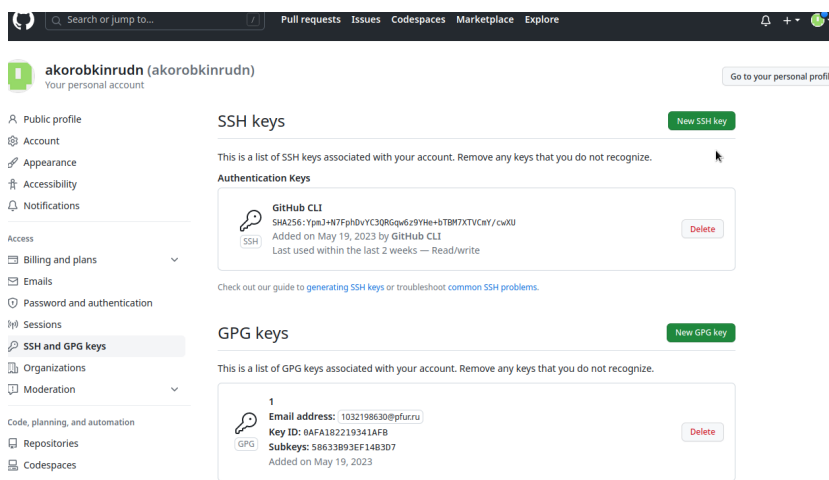 Search or jump to... /
Pull requests Issues Codespaces Marketplace Explore
akorobkinrudn (akorobkinrudn)
Your personal account
Go to your personal profil
Public profile
Account
Appearance
Accessibility
Notifications
Access
Billing and plans
Emails
Password and authentication
Sessions
SSH and GPG keys
Organizations
Moderation
Code, planning, and automation
Repositories
Codespaces
SSH keys
New SSH key
This is a list of SSH keys associated with your account. Remove any keys that you do not recognize.
Authentication Keys
GitHub CLI
SHA256:YpmJ+N7FphDvYC3QRGqw6z9YHe+bTBM7XTVCmY/cwXU
SSH
Added on May 19, 2023 by GitHub CLI
Last used within the last 2 weeks — Read/write
Delete
Check out our guide to generating SSH keys or troubleshoot common SSH problems.
GPG keys
New GPG key
This is a list of GPG keys associated with your account. Remove any keys that you do not recognize.
1
Email address: 1032198630@pfur.ru
Key ID: 0AFA182219341AFB
GPG
Subkeys: 58633B93EF14B3D7
Added on May 19, 2023
Delete